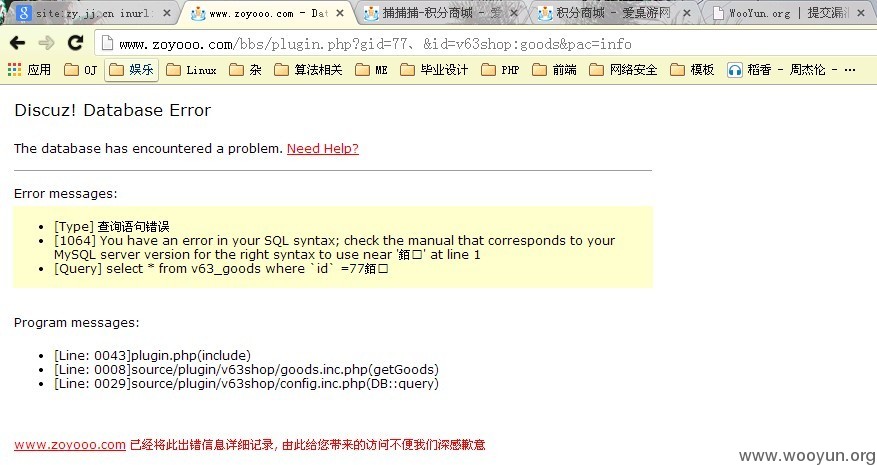 site:zy.jj.cn inurl:
www.zoyooo.com - Dat
捕捕捕-积分商城 - 爱
积分商城 - 爱桌游网
WooYun.org | 提交漏
www.zoyooo.com/bbs/plugin.php?gid=77、&id=v63shop:goods&pac=info
应用 OJ 娱乐 Linux 杂 算法相关 ME 毕业设计 PHP 前端 网络安全 模板 稻香 - 周杰伦 - …
Discuz! Database Error
The database has encountered a problem. Need Help?
Error messages:
[Type] 查询语句错误
[1064] You have an error in your SQL syntax; check the manual that corresponds to your
MySQL server version for the right syntax to use near '銆□' at line 1
[Query] select * from v63_goods where `id` =77銆□
Program messages:
[Line: 0043]plugin.php(include)
[Line: 0008]source/plugin/v63shop/goods.inc.php(getGoods)
[Line: 0029]source/plugin/v63shop/config.inc.php(DB::query)
www.zoyooo.com 已经将此出错信息详细记录, 由此给您带来的访问不便我们深感歉意
www.wooyun.org